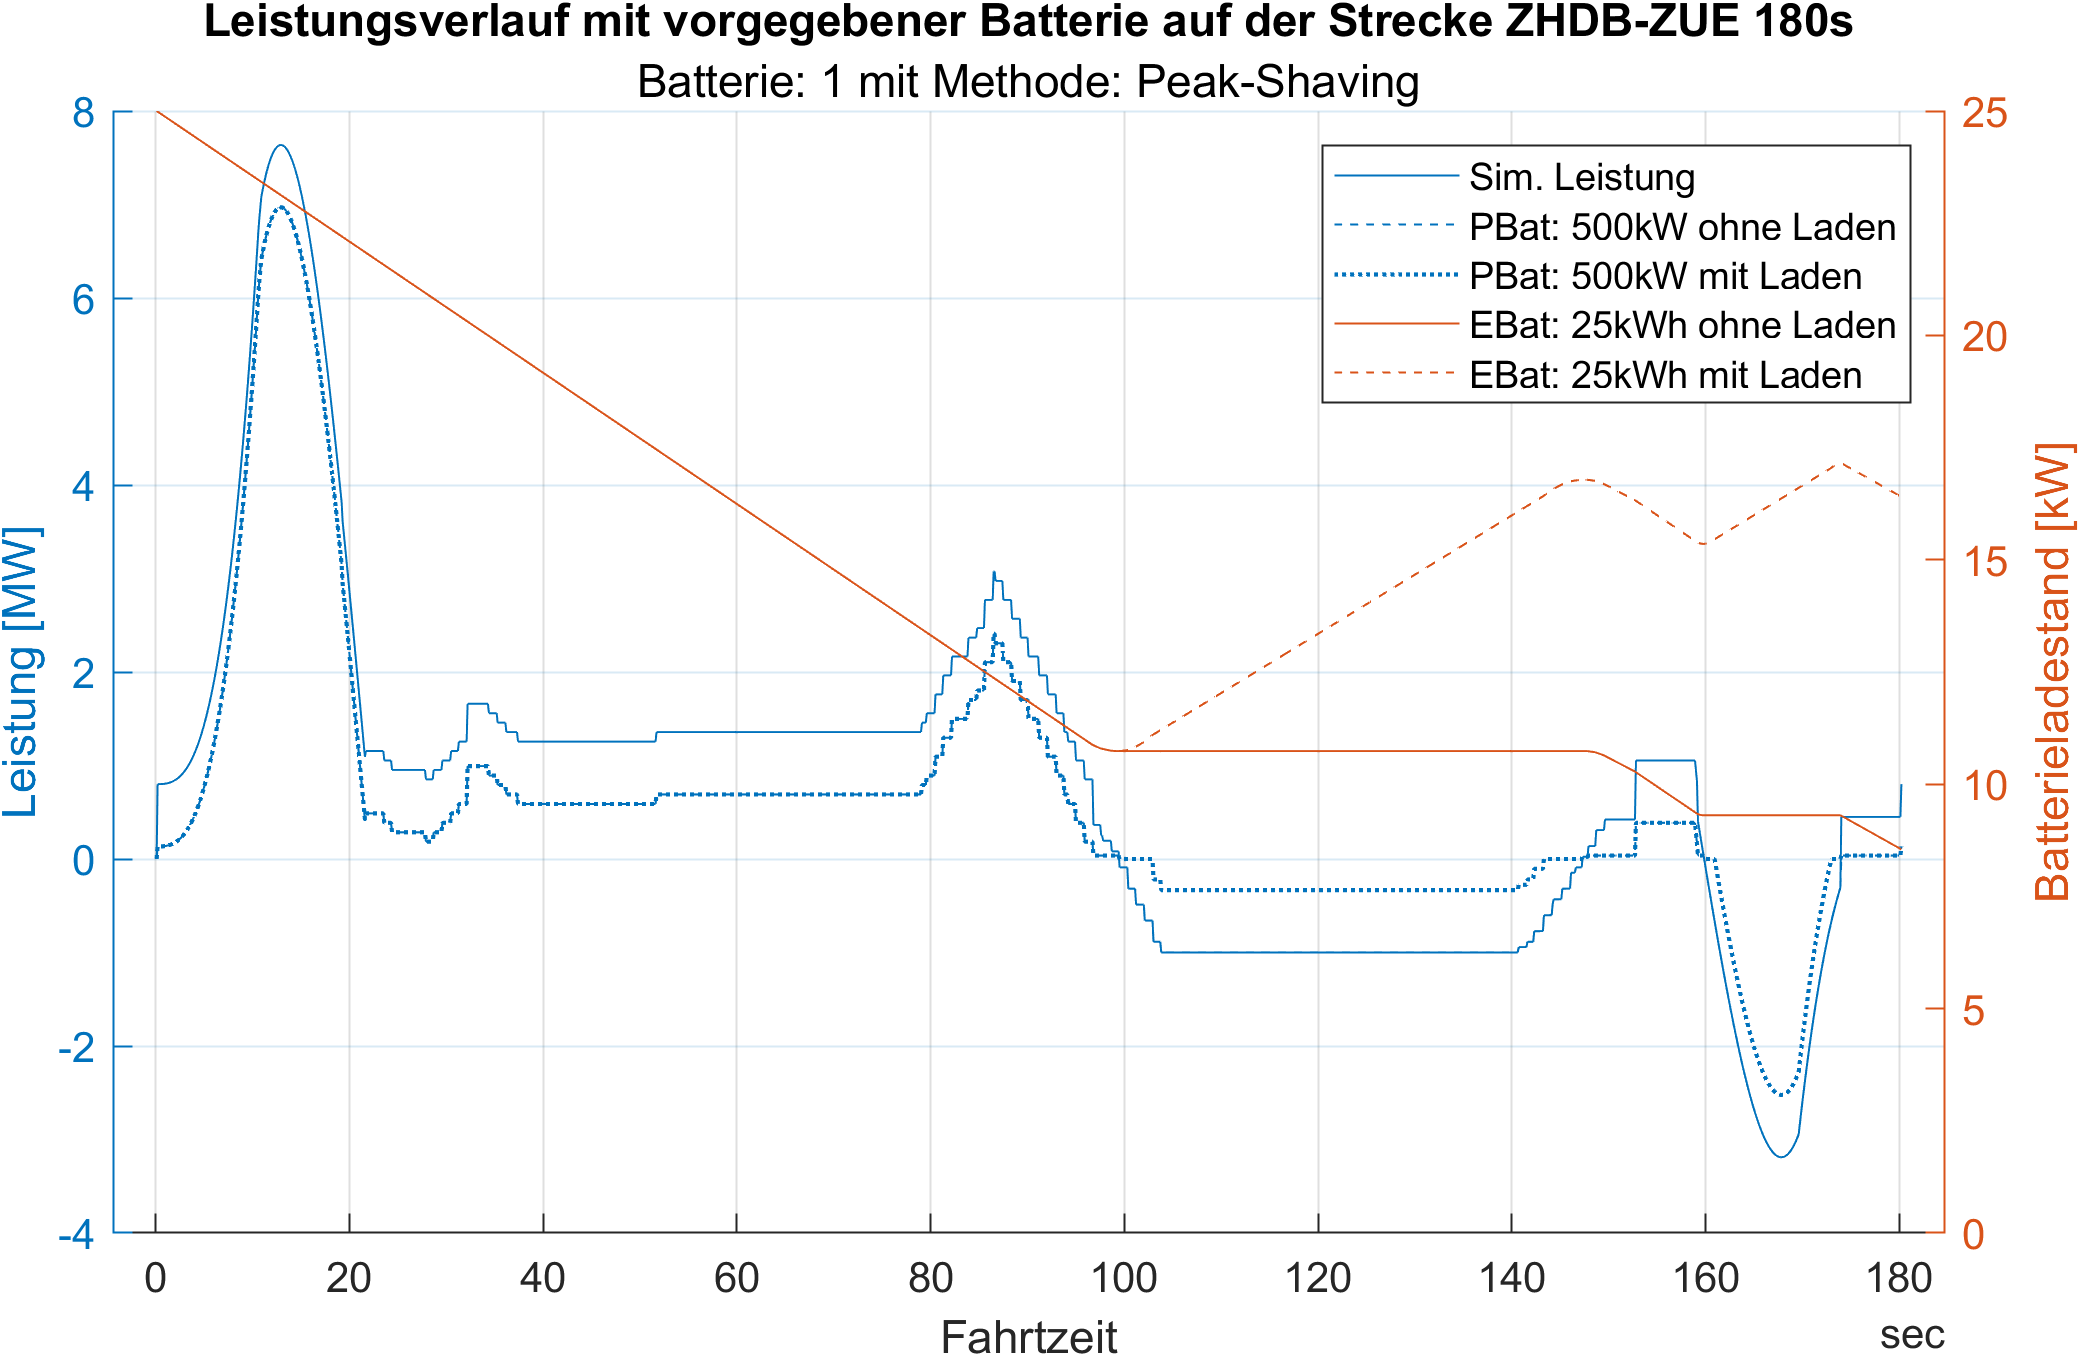 Leistungsverlauf mit vorgegebener Batterie auf der Strecke ZHDB-ZUE 180s
Batterie: 1 mit Methode: Peak-Shaving
8
6
4
2
0
-2
-4
Leistung [MW]
25
20
15
10
5
0
Batterieladestand [kW]
Sim. Leistung
PBat: 500kW ohne Laden
PBat: 500kW mit Laden
EBat: 25kWh ohne Laden
EBat: 25kWh mit Laden
0 20 40 60 80 100 120 140 160 180
Fahrtzeit
sec